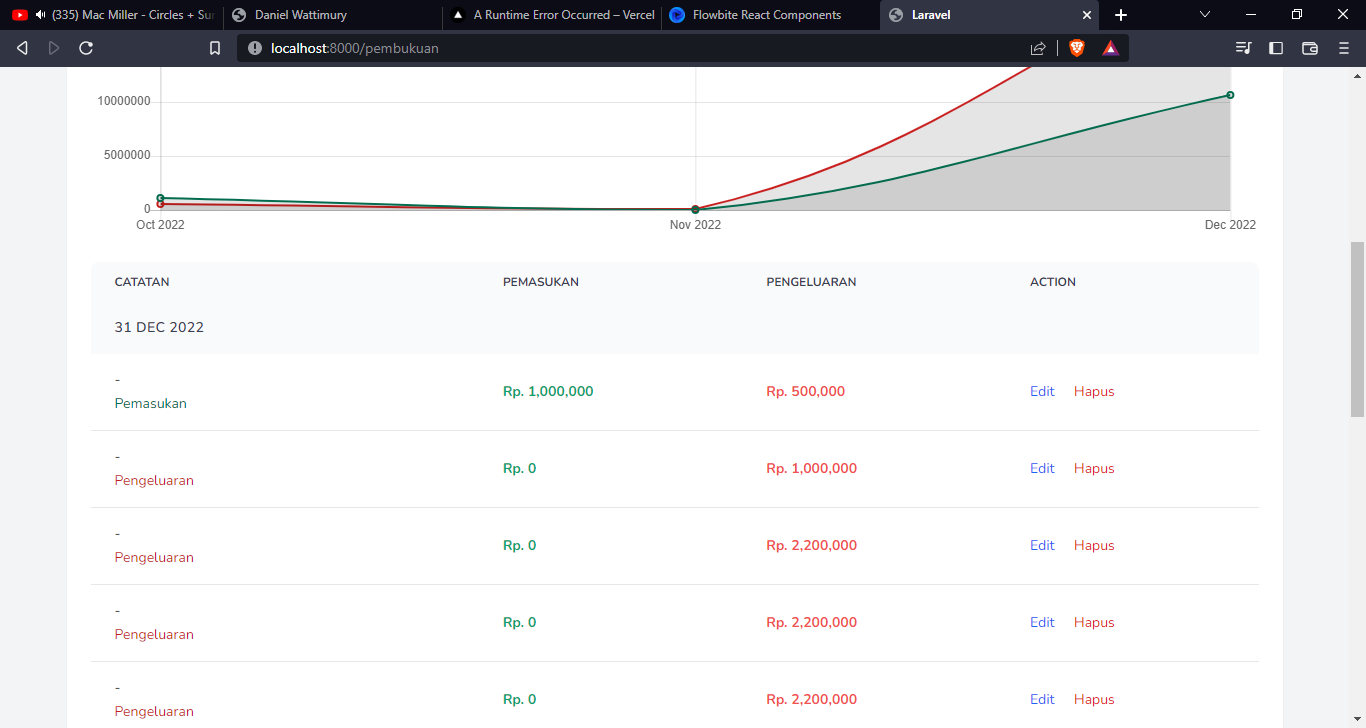 (335) Mac Miller - Circles + Sur
Daniel Wattimury
A Runtime Error Occurred – Vercel
Flowbite React Components
Laravel
localhost:8000/pembukuan
10000000
5000000
0
Oct 2022 Nov 2022 Dec 2022
CATATAN PEMASUKAN PENGELUARAN ACTION
31 DEC 2022
-
Pemasukan Rp. 1,000,000 Rp. 500,000 Edit Hapus
-
Pengeluaran Rp. 0 Rp. 1,000,000 Edit Hapus
-
Pengeluaran Rp. 0 Rp. 2,200,000 Edit Hapus
-
Pengeluaran Rp. 0 Rp. 2,200,000 Edit Hapus
-
Pengeluaran Rp. 0 Rp. 2,200,000 Edit Hapus